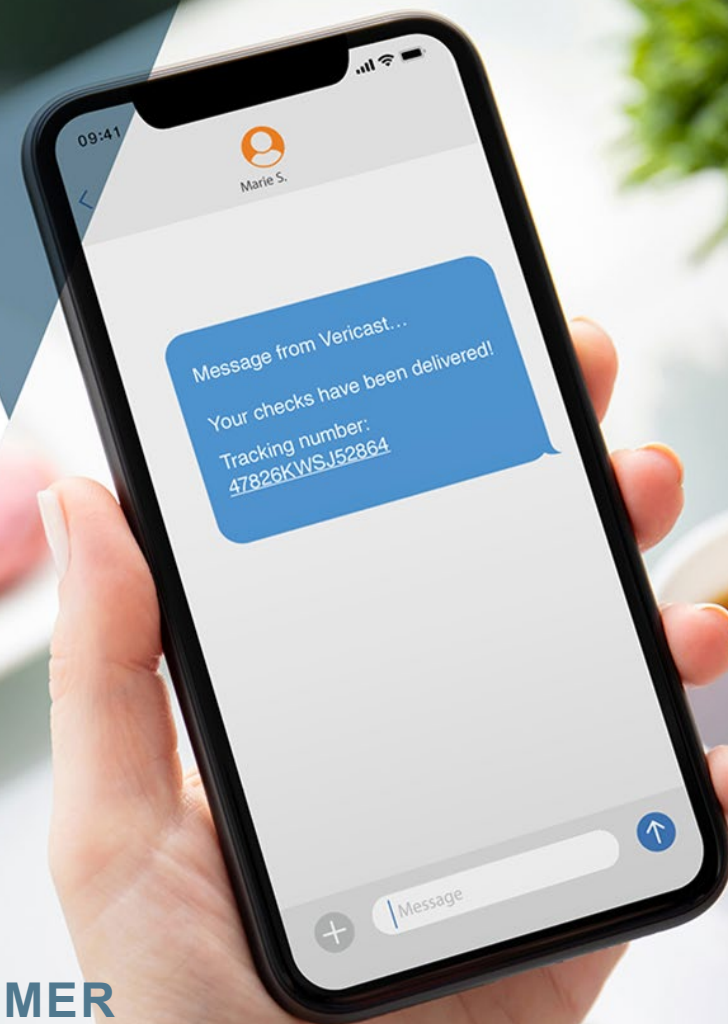 09:41
Marie S.
Message from Vericast...
Your checks have been delivered!
Tracking number:
47826KWSJ52864
Message
MER